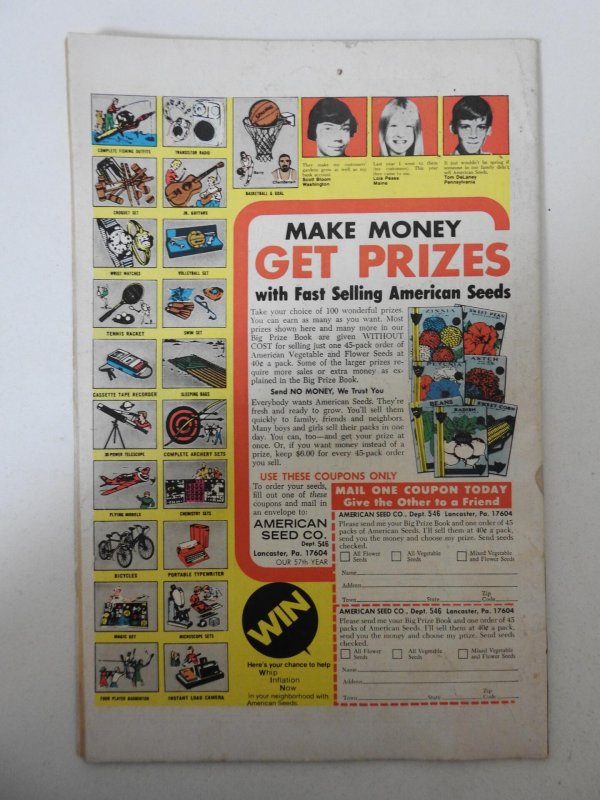 COMPLETE FISHING OUTFITS
TRANSISTOR RADIO
CROQUET SET
JR. GUITARS
WRIST WATCHES
VOLLEYBALL SET
TENNIS RACKET
SWIM SET
CASSETTE TAPE RECORDER
SLEEPING BAGS
30-POWER TELESCOPE
COMPLETE ARCHERY SETS
FLYING MODELS
CHEMISTRY SETS
BICYCLES
PORTABLE TYPEWRITER
MAGIC KIT
MICROSCOPE SETS
FOUR PLAYER BADMINTON
INSTANT LOAD CAMERA
SPALDING
Barry
Chamberlain
BASKETBALL & GOAL
They make my customers'
gardens grow as well as my
bank account.
Scott Bloom
Washington
Last year I went to them
(my customers). This year
they came to me.
Lois Pease
Maine
It just wouldn't be spring if
someone in our family didn't
sell American Seeds.
Tom DeLaney
Pennsylvania
MAKE MONEY
GET PRIZES
with Fast Selling American Seeds
Take your choice of 100 wonderful prizes.
You can earn as many as you want. Most
prizes shown here and many more in our
Big Prize Book are given WITHOUT
COST for selling just one 45-pack order of
American Vegetable and Flower Seeds at
40¢ a pack. Some of the larger prizes re-
quire more sales or extra money as ex-
plained in the Big Prize Book.
Send NO MONEY, We Trust You
Everybody wants American Seeds. They're
fresh and ready to grow. You'll sell them
quickly to family, friends and neighbors.
Many boys and girls sell their packs in one
day. You can, too—and get your prize at
once. Or, if you want money instead of a
prize, keep $6.00 for every 45-pack order
you sell.
ZINNIA
SWEET PEAS
PETUNIA
ASTER
BEANS
RADISH
SWEET CORN
USE THESE COUPONS ONLY
To order your seeds,
fill out one of these
coupons and mail in
an envelope to:
AMERICAN
SEED CO.
Dept. 546
Lancaster, Pa. 17604
OUR 57th YEAR
MAIL ONE COUPON TODAY
Give the Other to a Friend
AMERICAN SEED CO., Dept. 546 Lancaster, Pa. 17604
Please send me your Big Prize Book and one order of 45
packs of American Seeds. I'll sell them at 40¢ a pack,
send you the money and choose my prize. Send seeds
checked.
All Flower Seeds
All Vegetable Seeds
Mixed Vegetable and Flower Seeds
Name
Address
Town State Zip Code
AMERICAN SEED CO., Dept. 546 Lancaster, Pa. 17604
Please send me your Big Prize Book and one order of 45
packs of American Seeds. I'll sell them at 40¢ a pack,
send you the money and choose my prize. Send seeds
checked.
All Flower Seeds
All Vegetable Seeds
Mixed Vegetable and Flower Seeds
Name
Address
Town State Zip Code
WIN
Here's your chance to help
Whip
Inflation
Now
in your neighborhood with
American Seeds.